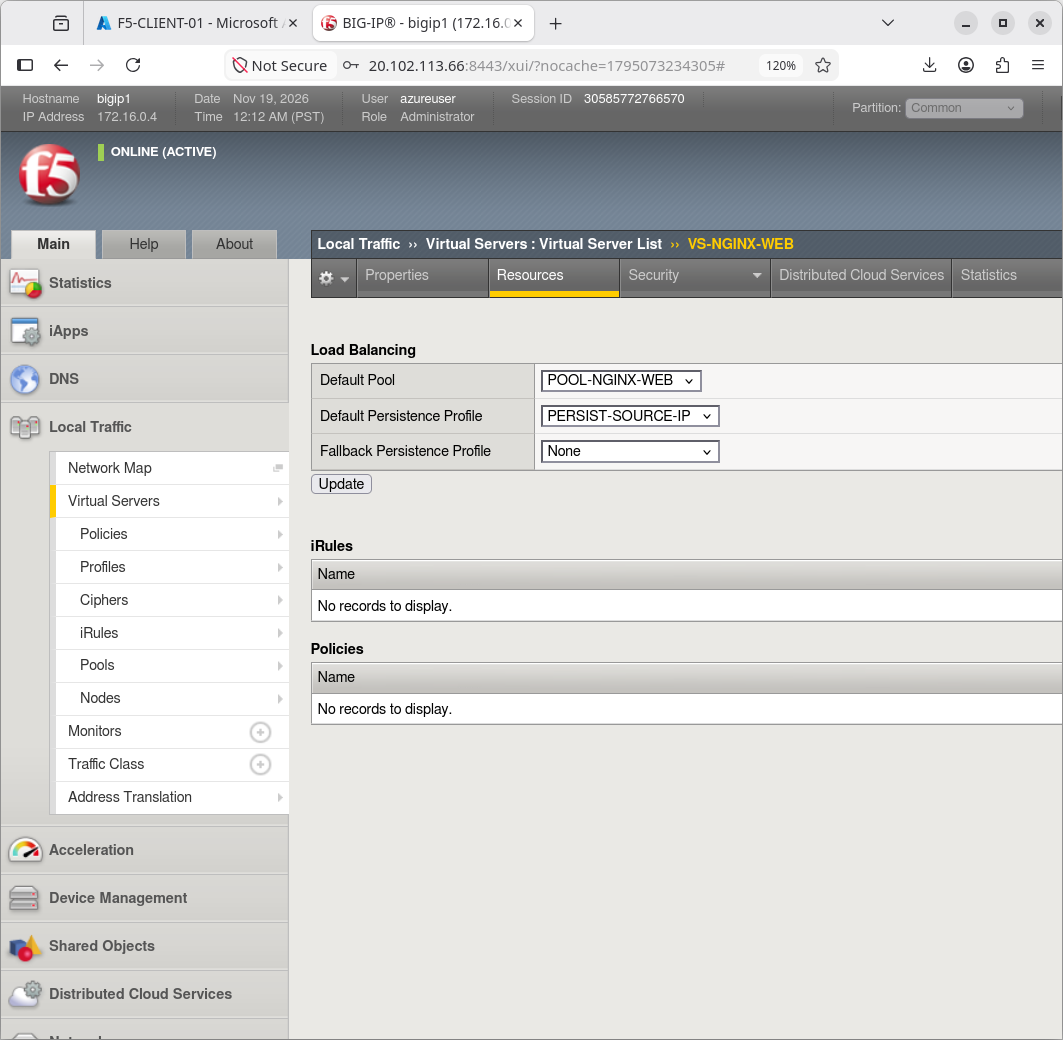 F5-CLIENT-01 - Microsoft
BIG-IP® - bigip1 (172.16.0
Not Secure
20.102.113.66:8443/xui/?nocache=1795073234305#
120%
Hostname bigip1
IP Address 172.16.0.4
Date Nov 19, 2026
Time 12:12 AM (PST)
User azureuser
Role Administrator
Session ID 30585772766570
Partition: Common
f5
ONLINE (ACTIVE)
Main
Help
About
Local Traffic ›› Virtual Servers : Virtual Server List ›› VS-NGINX-WEB
Properties
Resources
Security
Distributed Cloud Services
Statistics
Statistics
iApps
DNS
Local Traffic
Network Map
Virtual Servers
Policies
Profiles
Ciphers
iRules
Pools
Nodes
Monitors
Traffic Class
Address Translation
Acceleration
Device Management
Shared Objects
Distributed Cloud Services
Load Balancing
Default Pool POOL-NGINX-WEB
Default Persistence Profile PERSIST-SOURCE-IP
Fallback Persistence Profile None
Update
iRules
Name
No records to display.
Policies
Name
No records to display.